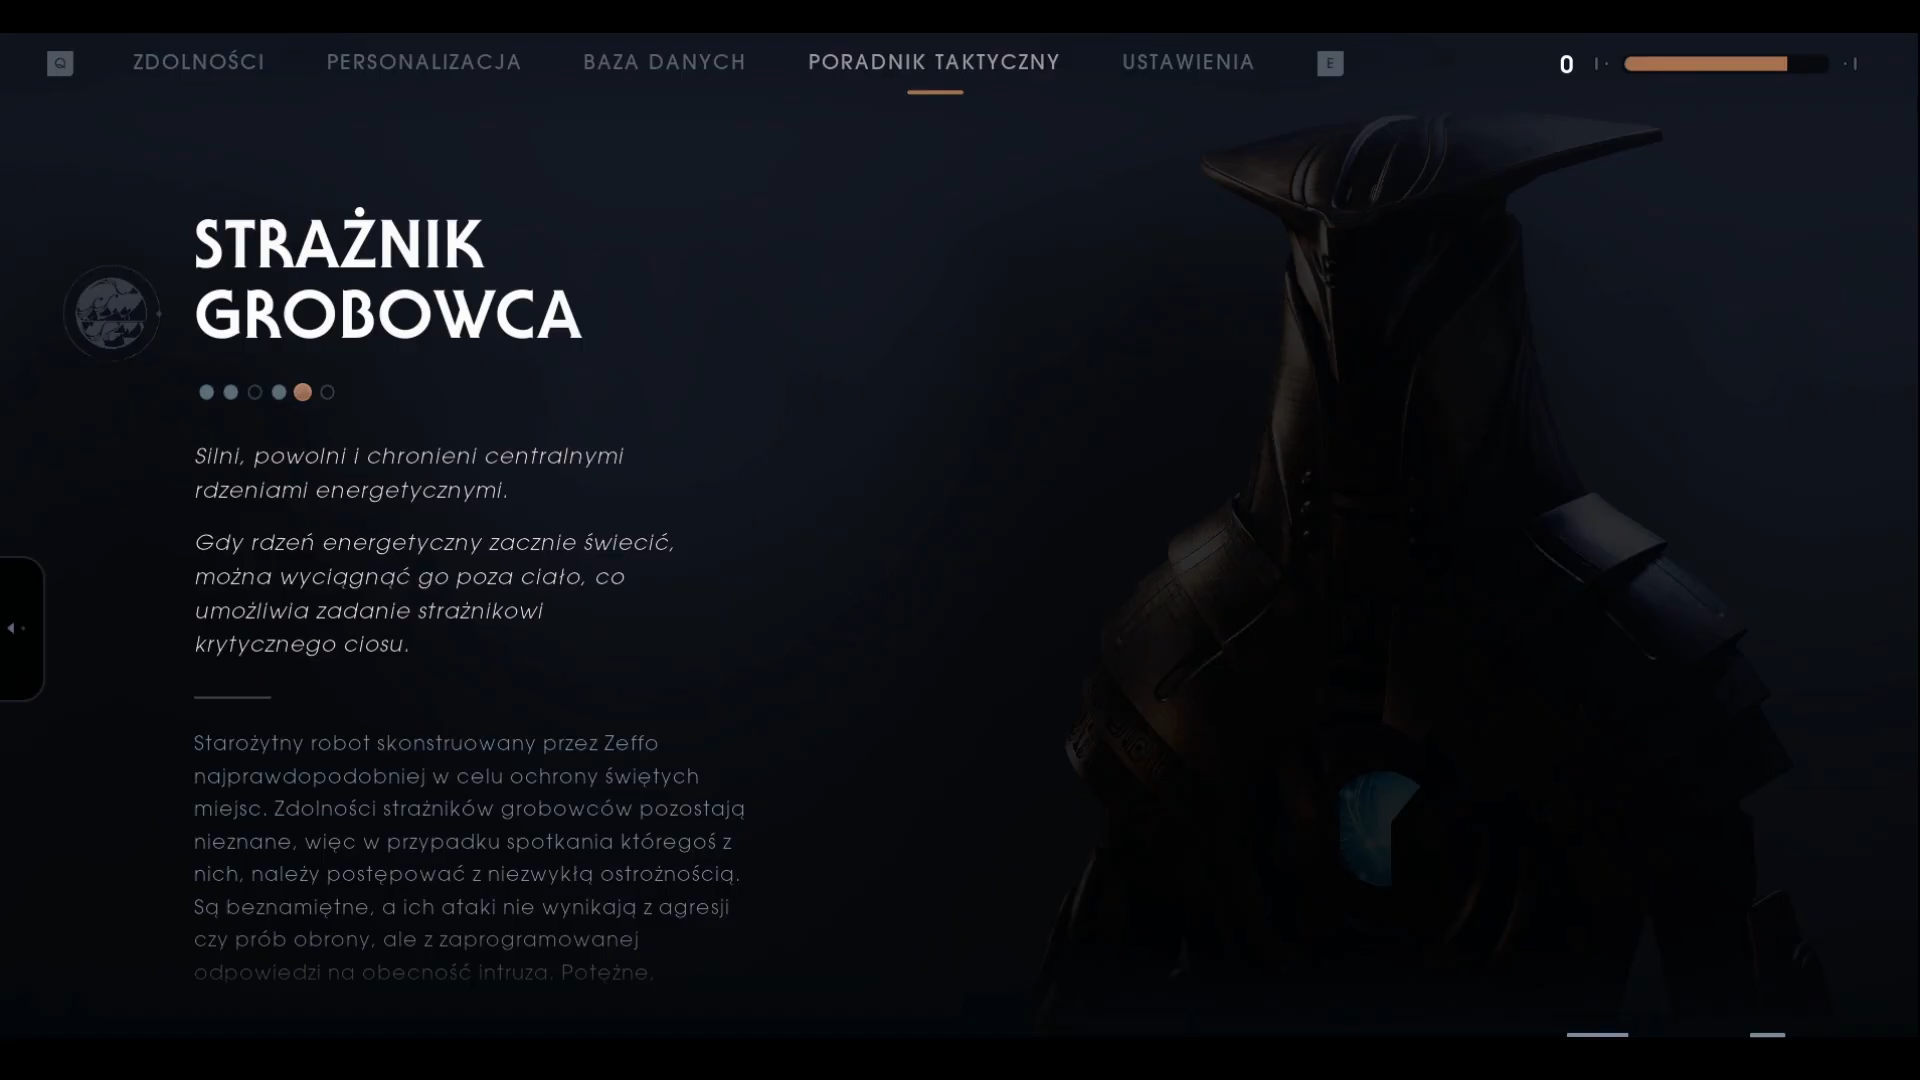 Q ZDOLNOŚCI PERSONALIZACJA BAZA DANYCH PORADNIK TAKTYCZNY USTAWIENIA E 0
STRAŻNIK
GROBOWCA
Silni, powolni i chronieni centralnymi
rdzeniami energetycznymi.
Gdy rdzeń energetyczny zacznie świecić,
można wyciągnąć go poza ciało, co
umożliwia zadanie strażnikowi
krytycznego ciosu.
Starożytny robot skonstruowany przez Zeffo
najprawdopodobniej w celu ochrony świętych
miejsc. Zdolności strażników grobowców pozostają
nieznane, więc w przypadku spotkania któregoś z
nich, należy postępować z niezwykłą ostrożnością.
Są beznamiętne, a ich ataki nie wynikają z agresji
czy prób obrony, ale z zaprogramowanej
odpowiedzi na obecność intruza. Potężne,